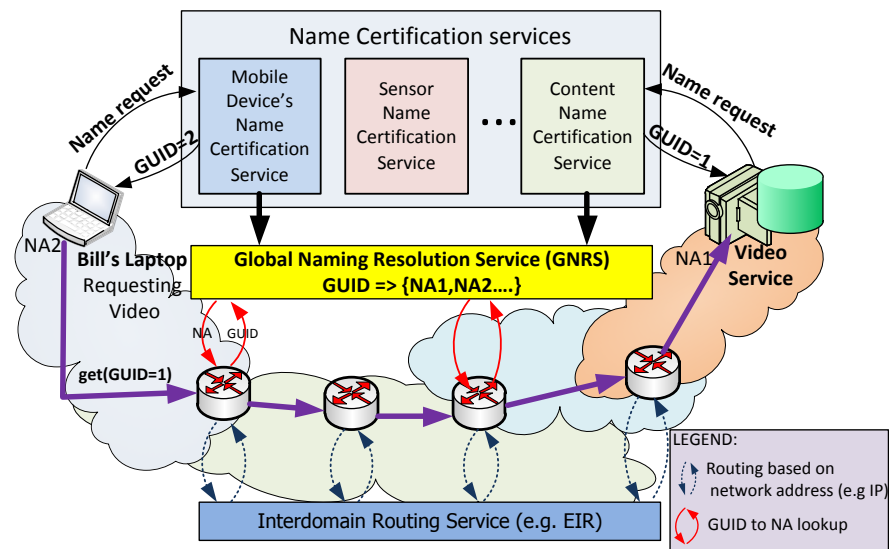 Name Certification services
Mobile
Device's
Name
Certification
Service
Sensor
Name
Certification
Service
...
Content
Name
Certification
Service
Name request
GUID=2
Name request
GUID=1
NA2
Bill's Laptop
Requesting
Video
Global Naming Resolution Service (GNRS)
GUID => {NA1,NA2....}
NA1
Video
Service
NA
GUID
get(GUID=1)
Interdomain Routing Service (e.g. EIR)
LEGEND:
Routing based on
network address (e.g IP)
GUID to NA lookup